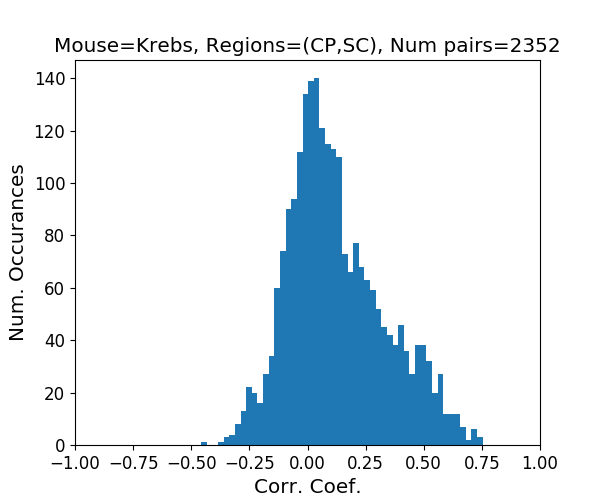 Mouse=Krebs, Regions=(CP,SC), Num pairs=2352
140
120
100
80
60
40
20
0
Num. Occurances
−1.00 −0.75 −0.50 −0.25 0.00 0.25 0.50 0.75 1.00
Corr. Coef.